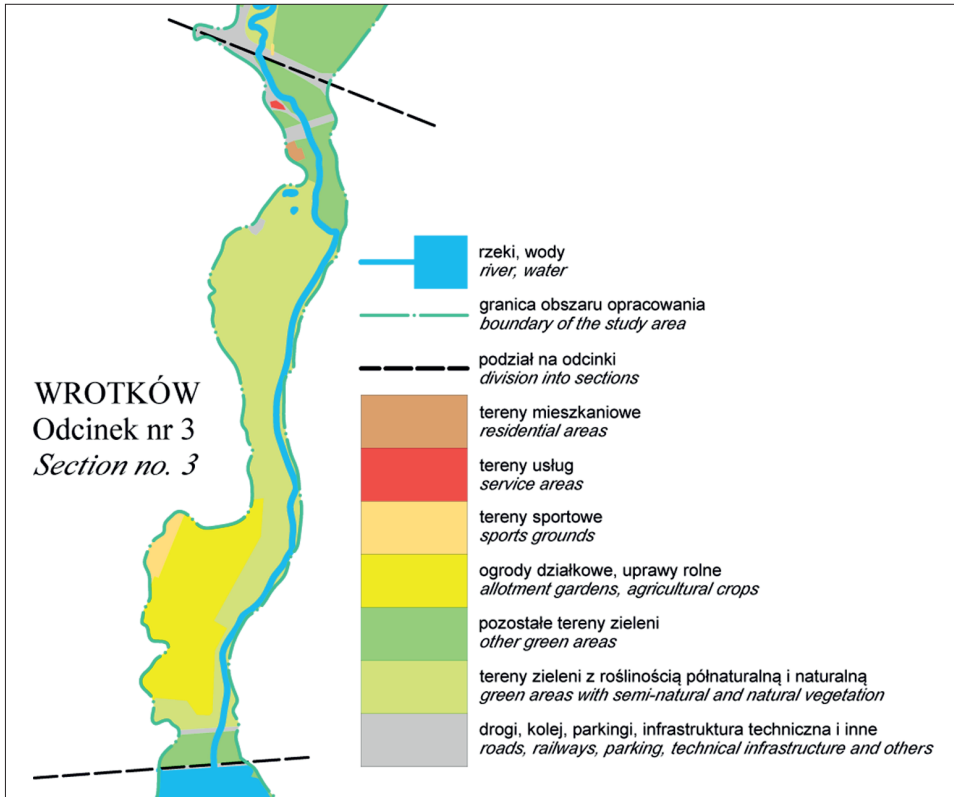 WROTKÓW
Odcinek nr 3
Section no. 3
rzeki, wody
river, water
granica obszaru opracowania
boundary of the study area
podział na odcinki
division into sections
tereny mieszkaniowe
residential areas
tereny usług
service areas
tereny sportowe
sports grounds
ogrody działkowe, uprawy rolne
allotment gardens, agricultural crops
pozostałe tereny zieleni
other green areas
tereny zieleni z roślinością półnaturalną i naturalną
green areas with semi-natural and natural vegetation
drogi, kolej, parkingi, infrastruktura techniczna i inne
roads, railways, parking, technical infrastructure and others